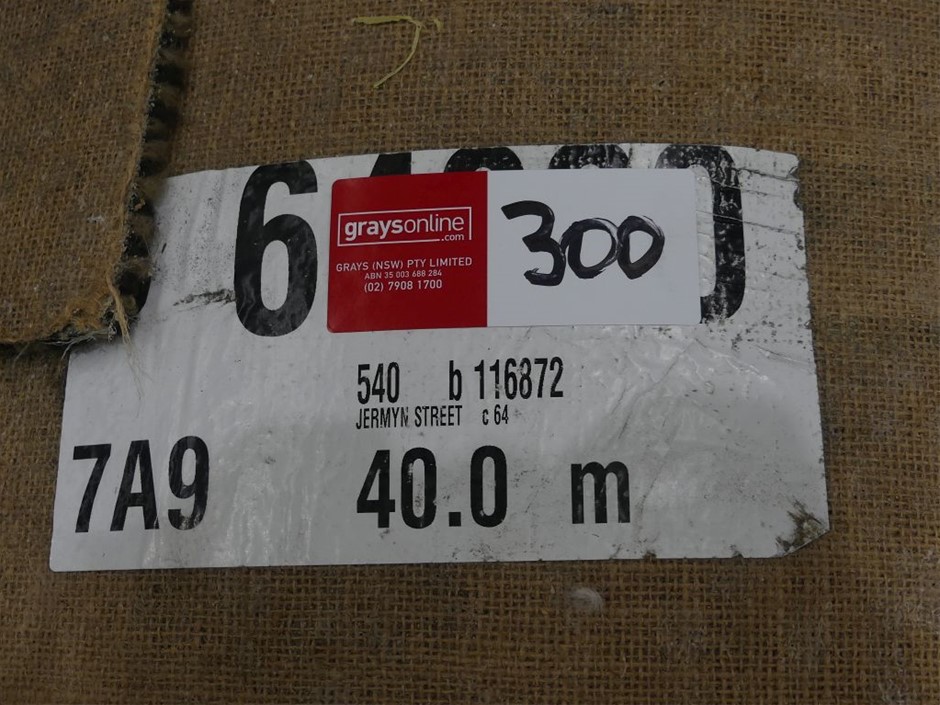 graysonline
.com
GRAYS (NSW) PTY LIMITED
ABN 35 003 688 284
(02) 7908 1700
300
540 b 116872
JERMYN STREET c 64
7A9 40.0 m